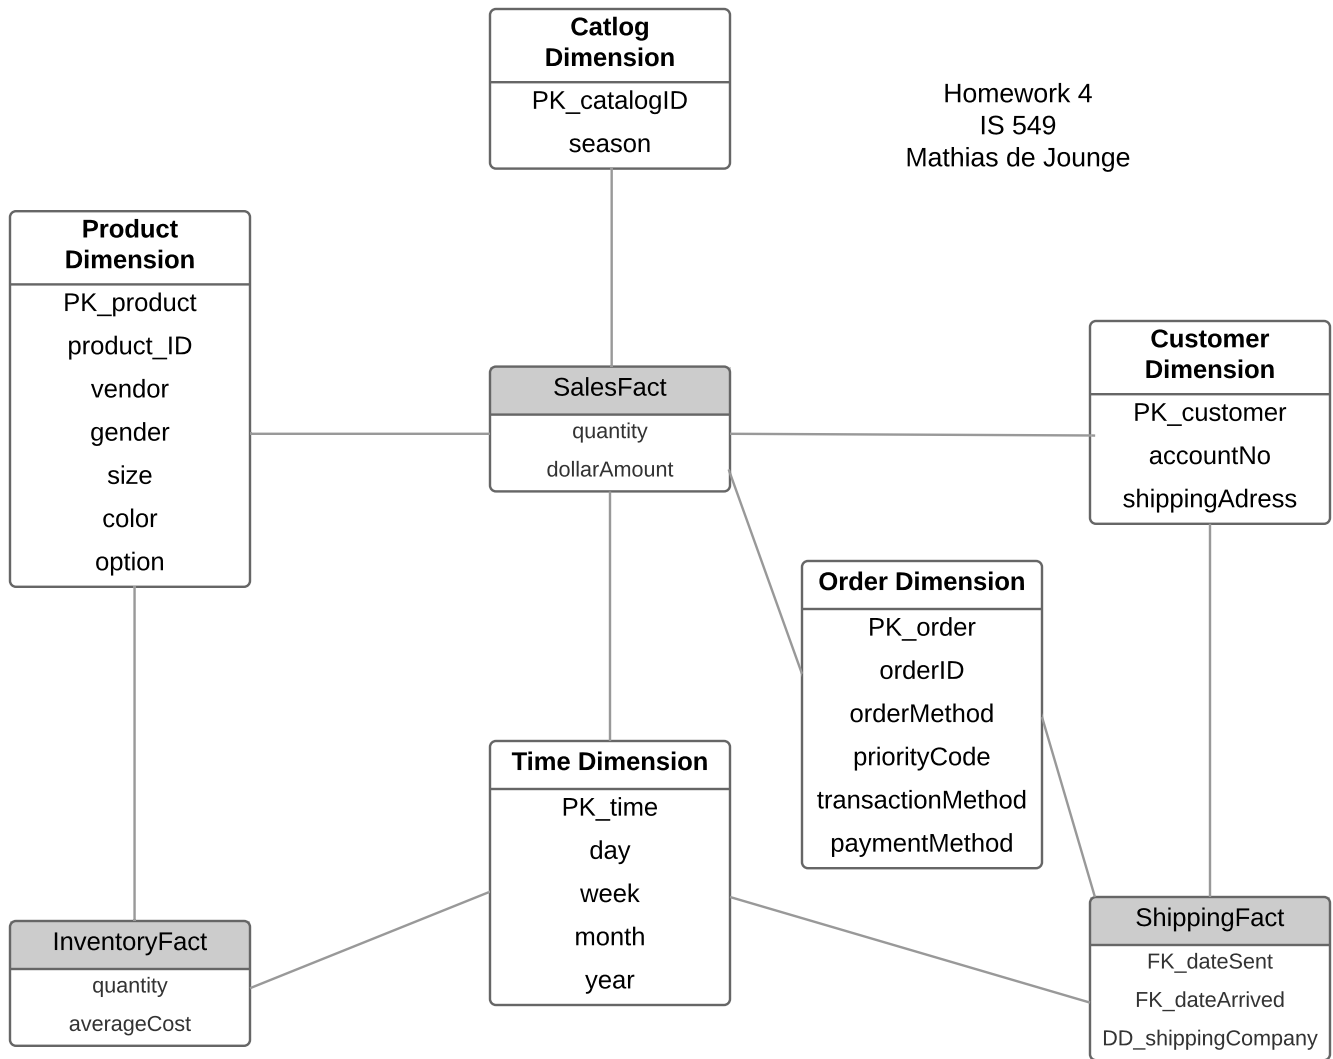 Catlog
Dimension
PK_catalogID
season
Homework 4
IS 549
Mathias de Jounge
Product
Dimension
PK_product
product_ID
vendor
gender
size
color
option
SalesFact
quantity
dollarAmount
Customer
Dimension
PK_customer
accountNo
shippingAdress
Order Dimension
PK_order
orderID
orderMethod
priorityCode
transactionMethod
paymentMethod
Time Dimension
PK_time
day
week
month
year
InventoryFact
quantity
averageCost
ShippingFact
FK_dateSent
FK_dateArrived
DD_shippingCompany